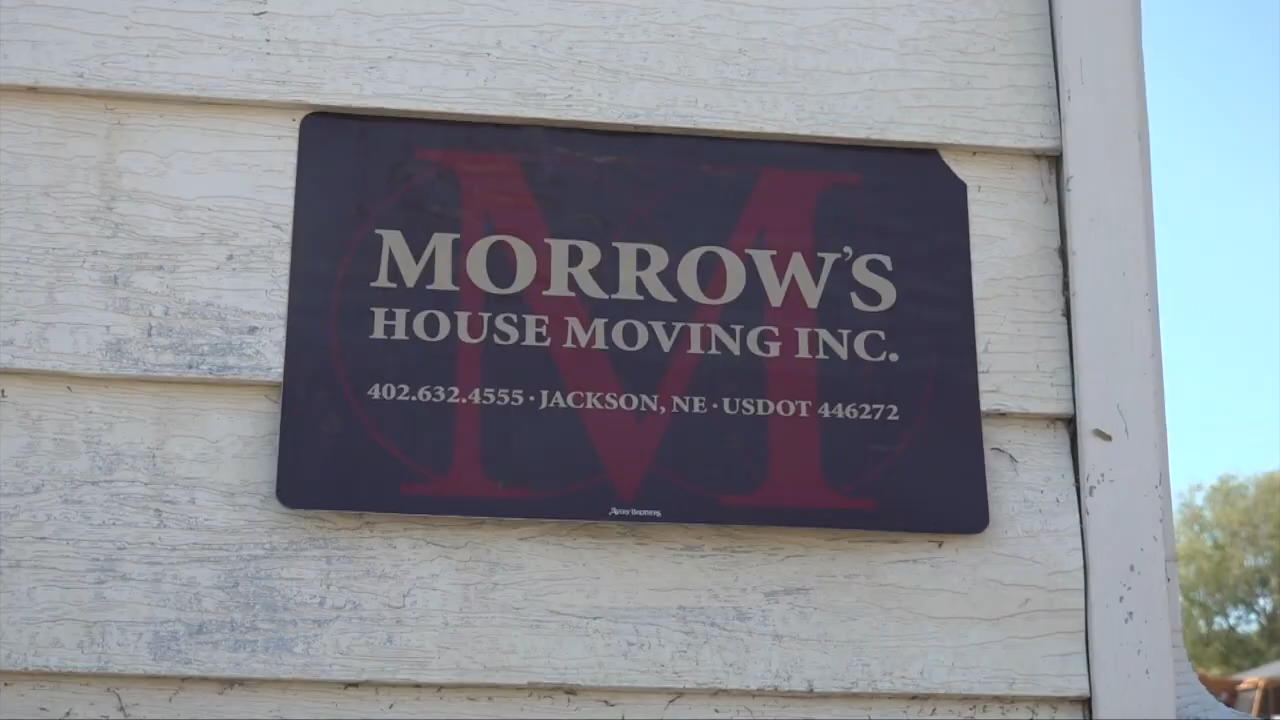 M
MORROW'S
HOUSE MOVING INC.
402.632.4555 · JACKSON, NE · USDOT 446272